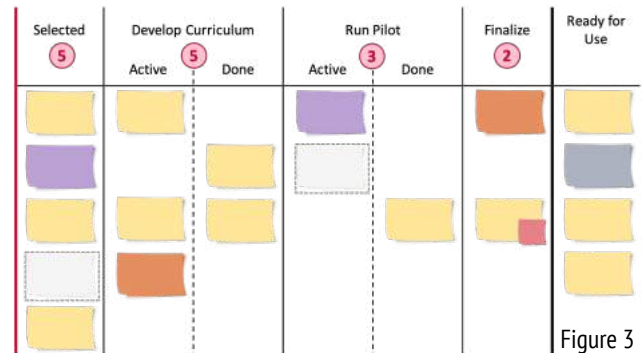 Selected
5
Develop Curriculum
5
Active
Done
Run Pilot
3
Active
Done
Finalize
2
Ready for
Use
Figure 3